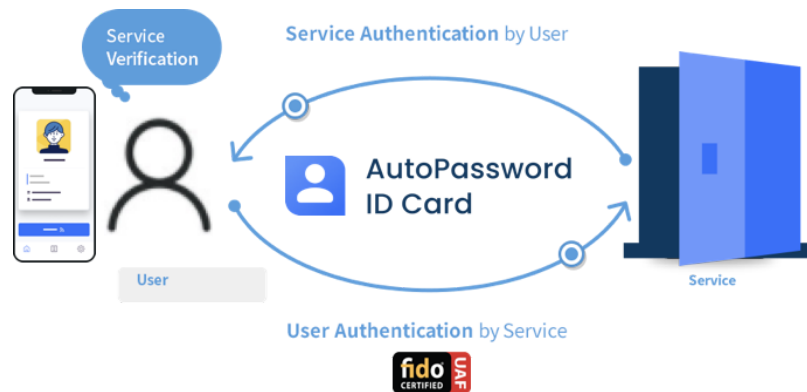 Service
Verification
Service Authentication by User
AutoPassword
ID Card
User
Service
User Authentication by Service
fido
CERTIFIED
UAF